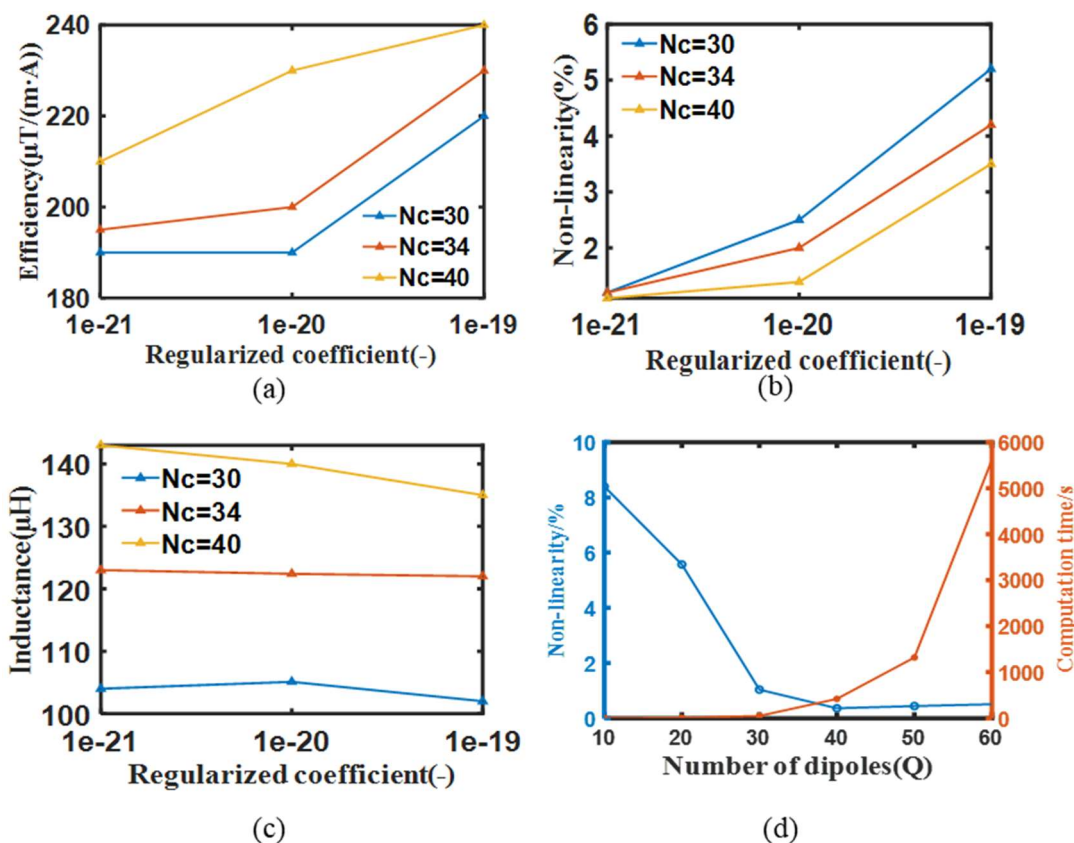 240
220
200
180
Efficiency(µT/(m·A))
Nc=30
Nc=34
Nc=40
1e-21 1e-20 1e-19
Regularized coefficient(-)
(a)
6
5
4
3
2
Non-linearity(%)
Nc=30
Nc=34
Nc=40
1e-21 1e-20 1e-19
Regularized coefficient(-)
(b)
140
130
120
110
100
Inductance(µH)
Nc=30
Nc=34
Nc=40
1e-21 1e-20 1e-19
Regularized coefficient(-)
(c)
10
8
6
4
2
0
Non-linearity/%
6000
5000
4000
3000
2000
1000
0
Computation time/s
10 20 30 40 50 60
Number of dipoles(Q)
(d)